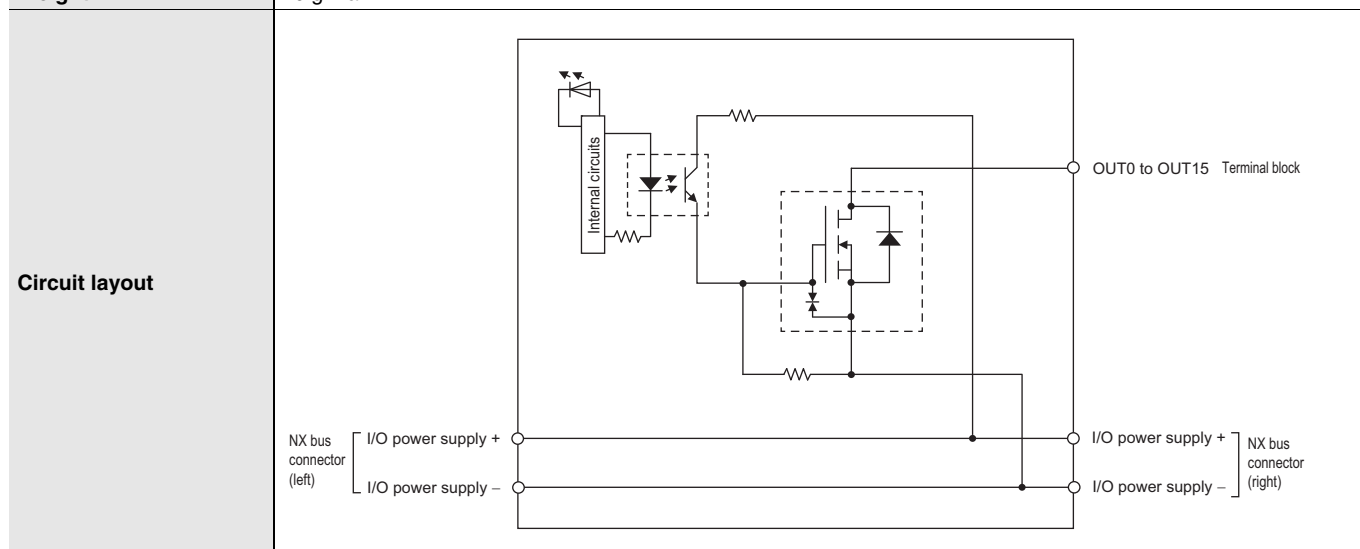 Circuit layout
Internal circuits
OUT0 to OUT15 Terminal block
NX bus
connector
(left)
I/O power supply +
I/O power supply –
I/O power supply +
I/O power supply –
NX bus
connector
(right)